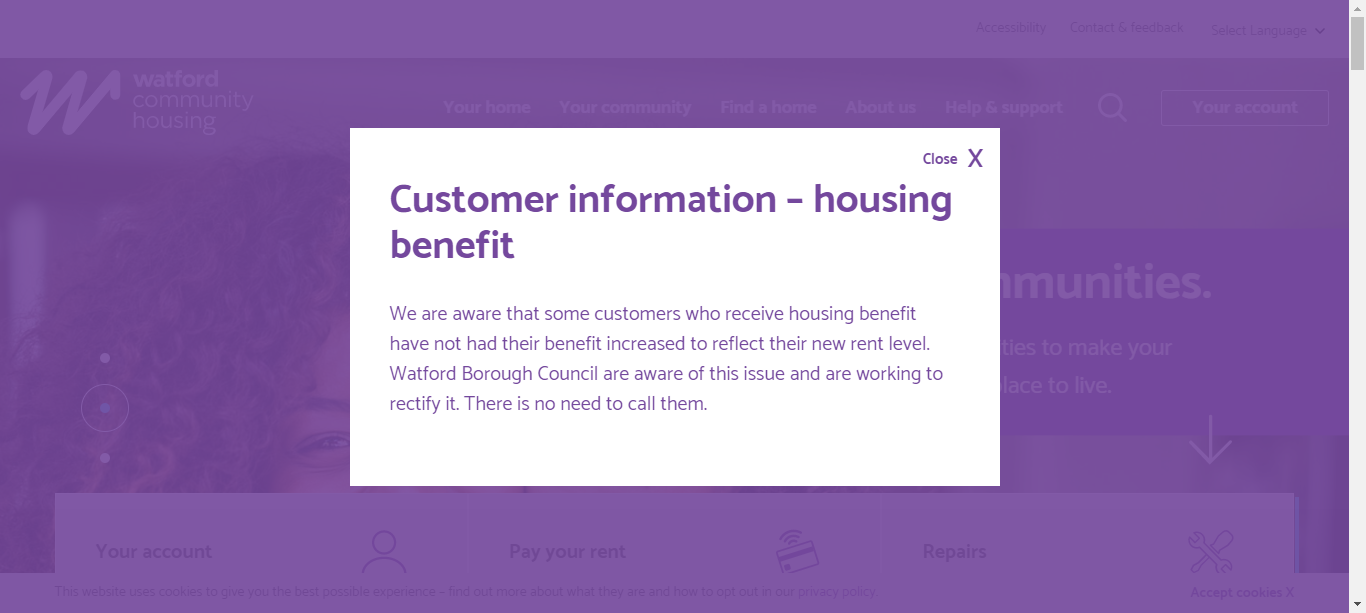 Accessibility Contact & feedback Select Language
watford
community
housing
Your home Your community Find a home About us Help & support Your account
Close X
Customer information – housing
benefit
We are aware that some customers who receive housing benefit
have not had their benefit increased to reflect their new rent level.
Watford Borough Council are aware of this issue and are working to
rectify it. There is no need to call them.
to make your
to live.
Your account Pay your rent Repairs
This website uses cookies to give you the best possible experience – find out more about what they are and how to opt out in our privacy policy. Accept cookies X